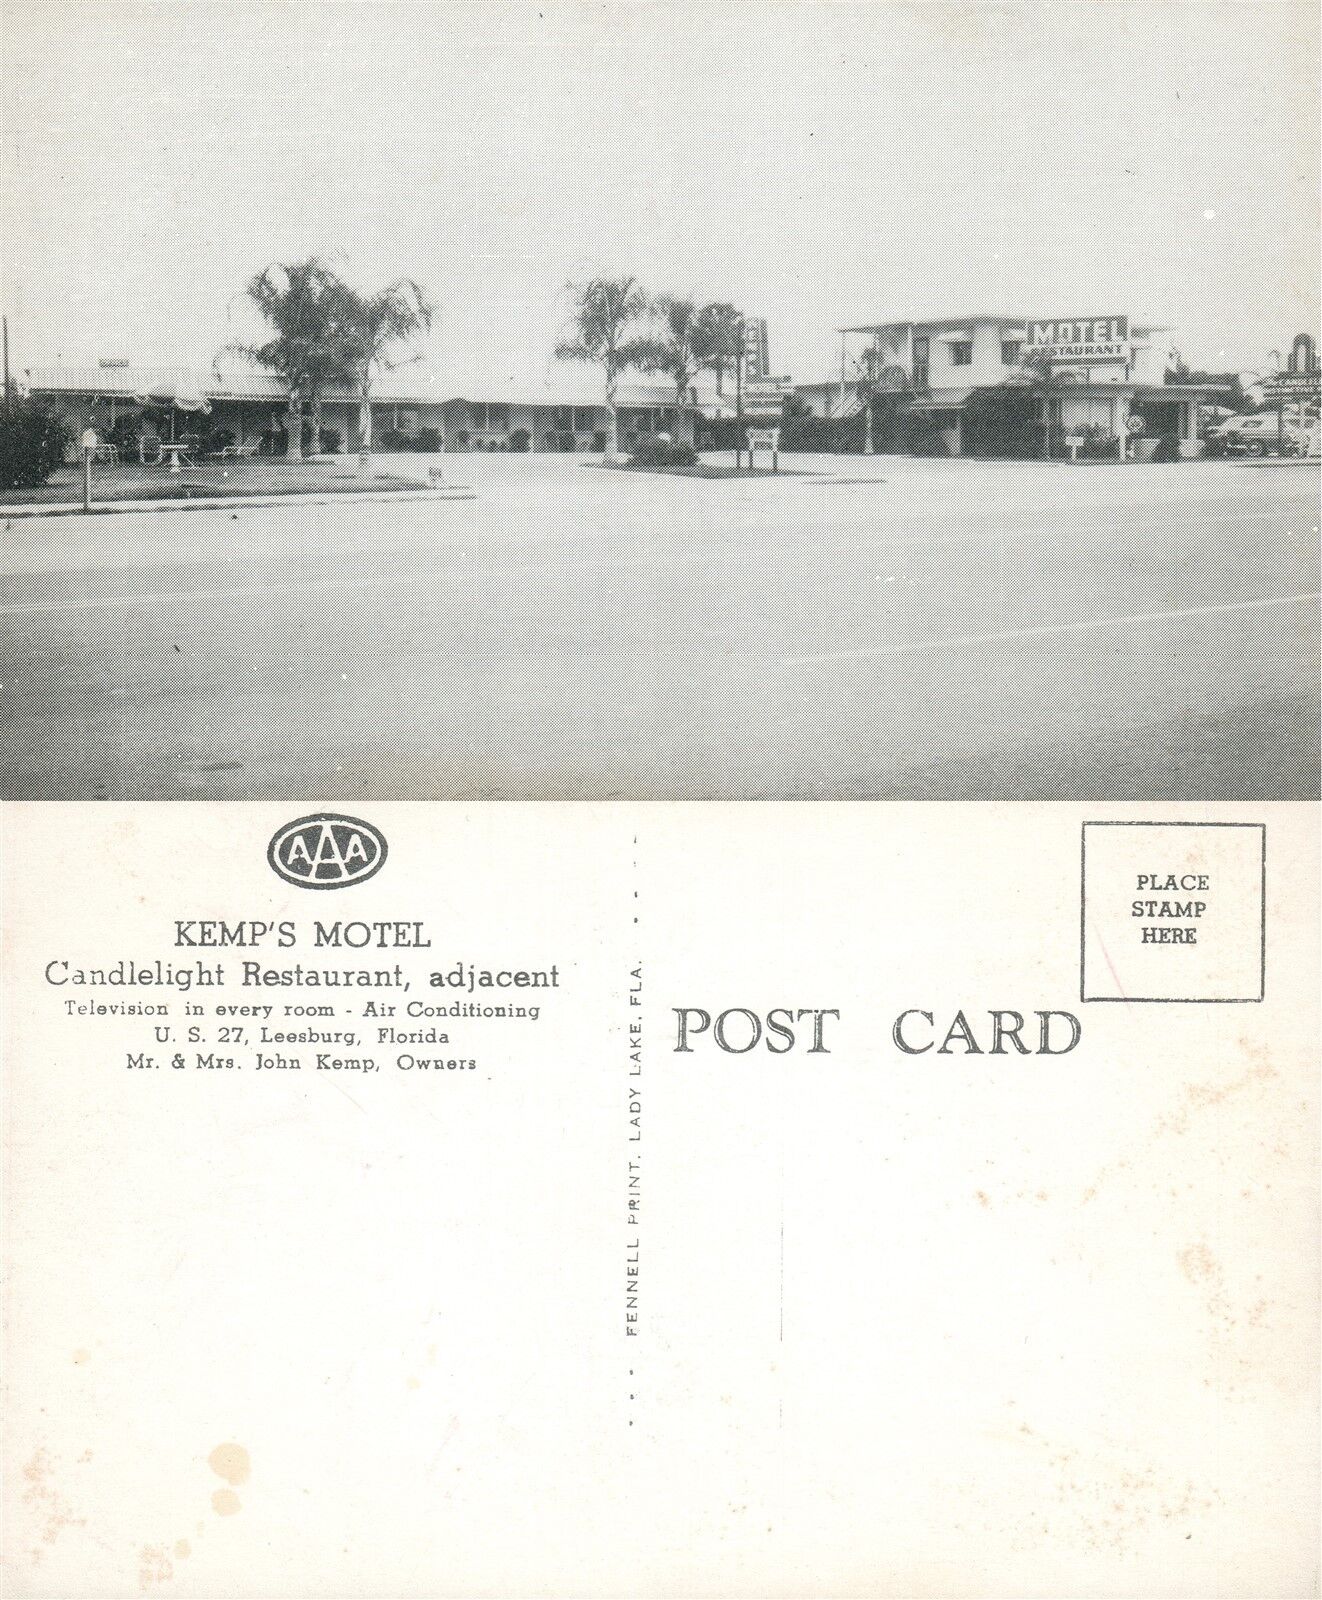 MOTEL
RESTAURANT
CANDLELI
AAA
KEMP'S MOTEL
Candlelight Restaurant, adjacent
Television in every room - Air Conditioning
U. S. 27, Leesburg, Florida
Mr. & Mrs. John Kemp, Owners
FENNELL PRINT, LADY LAKE, FLA.
POST CARD
PLACE
STAMP
HERE